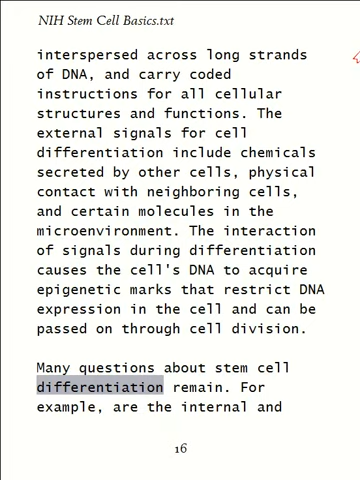 NIH Stem Cell Basics.txt
interspersed across long strands
of DNA, and carry coded
instructions for all cellular
structures and functions. The
external signals for cell
differentiation include chemicals
secreted by other cells, physical
contact with neighboring cells,
and certain molecules in the
microenvironment. The interaction
of signals during differentiation
causes the cell's DNA to acquire
epigenetic marks that restrict DNA
expression in the cell and can be
passed on through cell division.
Many questions about stem cell
differentiation remain. For
example, are the internal and
16